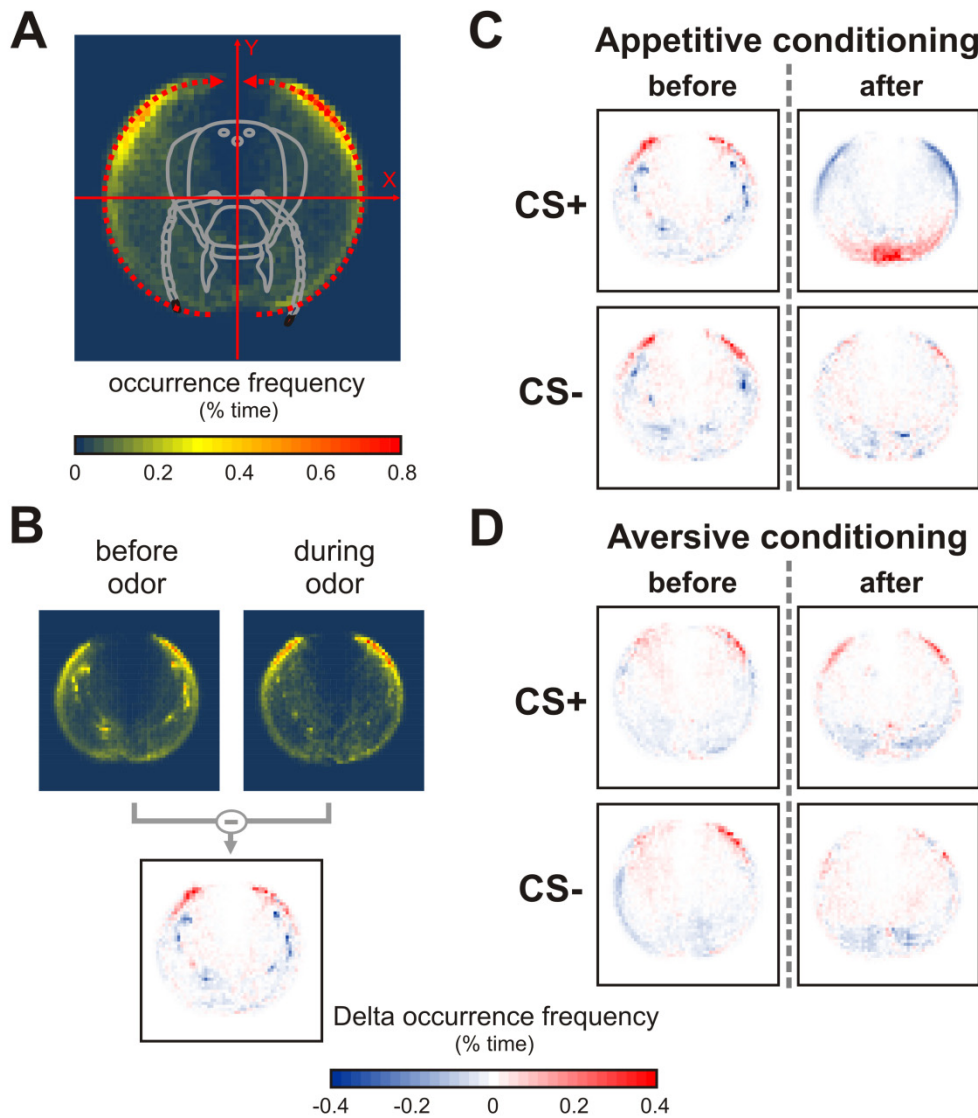 A
Y
X
occurrence frequency
(% time)
0 0.2 0.4 0.6 0.8
B
before
odor
during
odor
−
Delta occurrence frequency
(% time)
-0.4 -0.2 0 0.2 0.4
C
Appetitive conditioning
before after
CS+
CS-
D
Aversive conditioning
before after
CS+
CS-